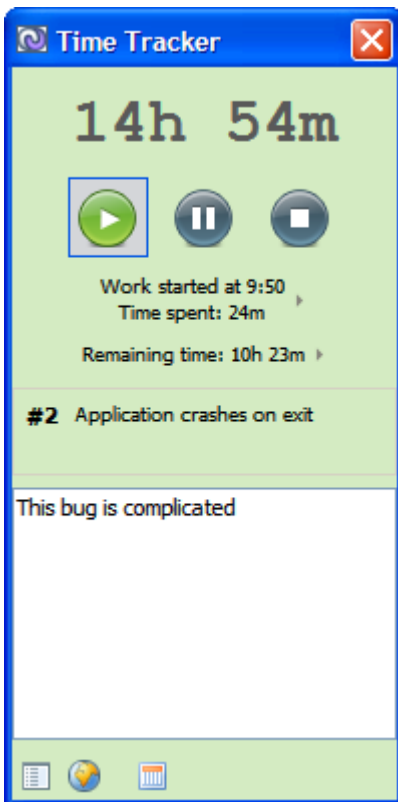 Time Tracker
14h 54m
Work started at 9:50
Time spent: 24m
Remaining time: 10h 23m
#2 Application crashes on exit
This bug is complicated